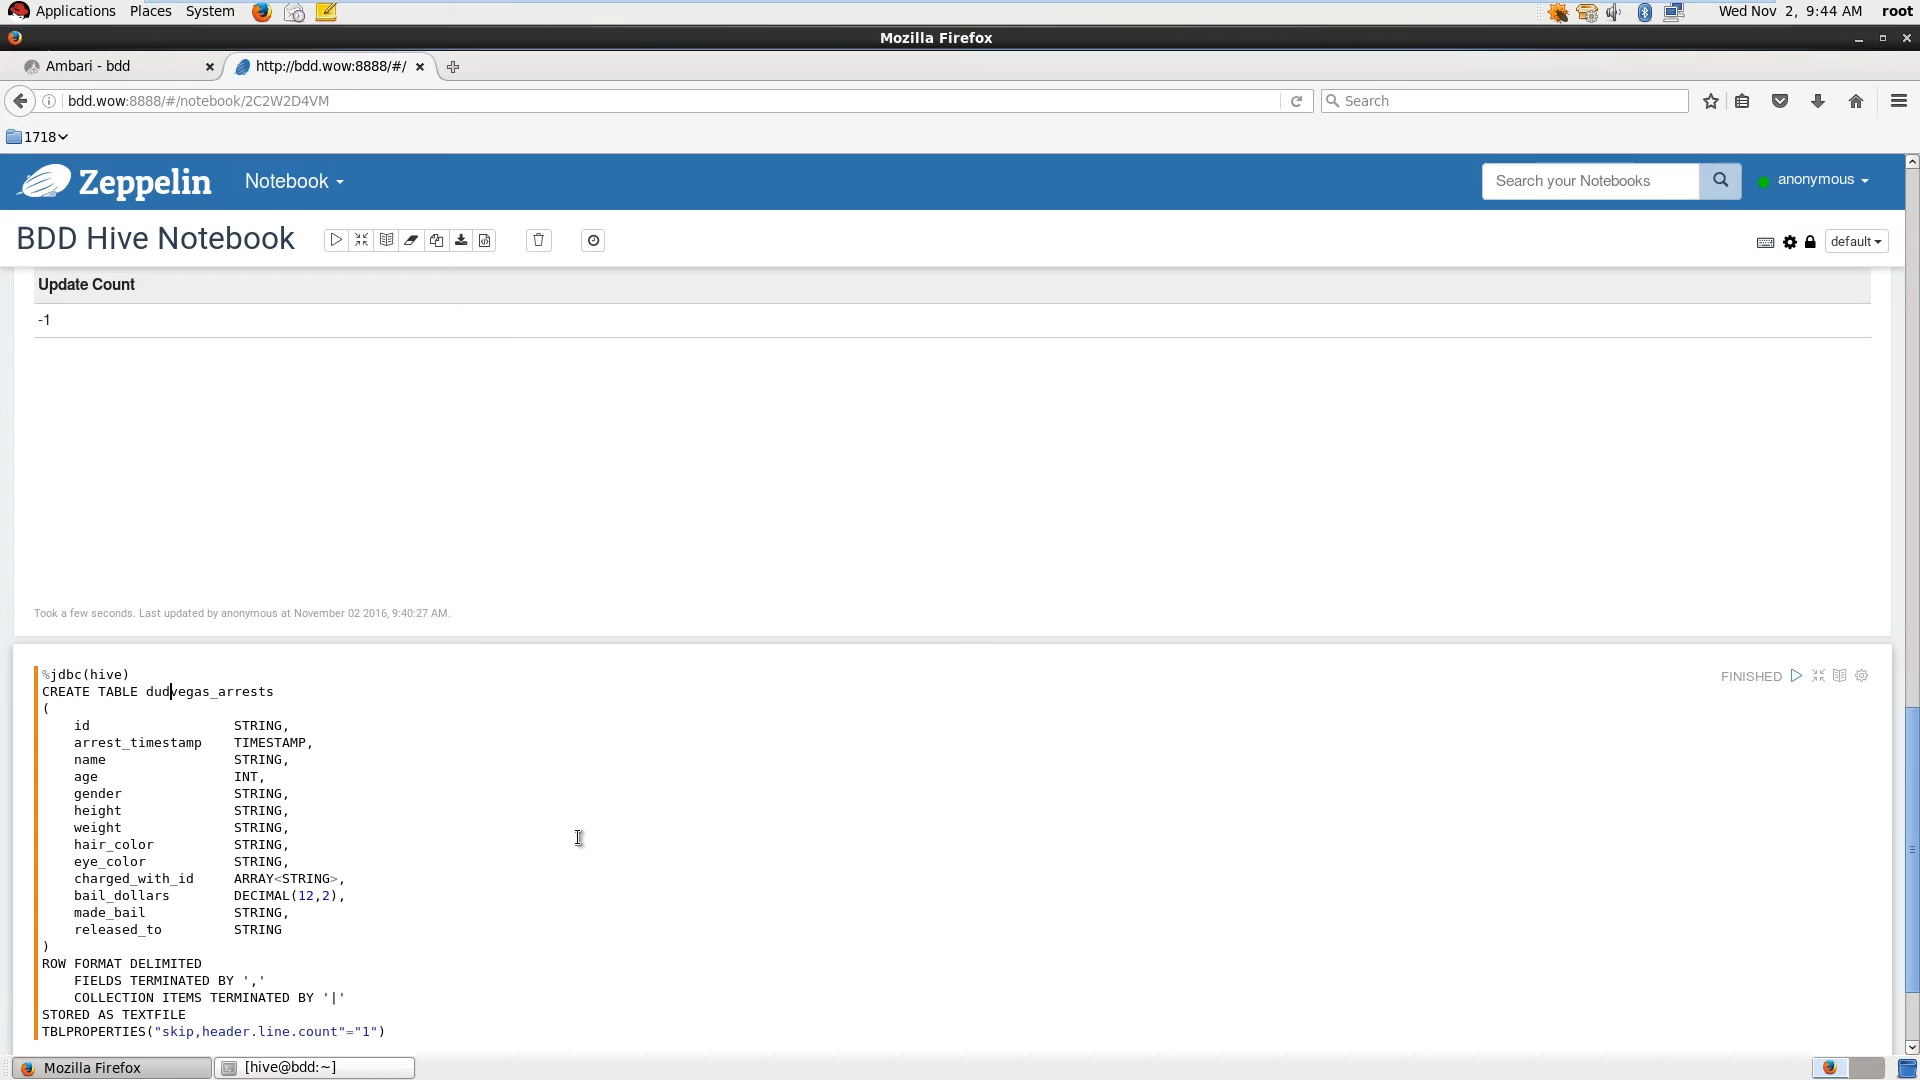 Applications Places System Wed Nov 2, 9:44 AM root
Mozilla Firefox
Ambari - bdd http://bdd.wow:8888/#/
bdd.wow:8888/#/notebook/2C2W2D4VM Search
1718
Zeppelin Notebook Search your Notebooks anonymous
BDD Hive Notebook default
Update Count
-1
Took a few seconds. Last updated by anonymous at November 02 2016, 9:40:27 AM.
%jdbc(hive) FINISHED
CREATE TABLE dudvegas_arrests
(
id STRING,
arrest_timestamp TIMESTAMP,
name STRING,
age INT,
gender STRING,
height STRING,
weight STRING,
hair_color STRING,
eye_color STRING,
charged_with_id ARRAY<STRING>,
bail_dollars DECIMAL(12,2),
made_bail STRING,
released_to STRING
)
ROW FORMAT DELIMITED
FIELDS TERMINATED BY ','
COLLECTION ITEMS TERMINATED BY '|'
STORED AS TEXTFILE
TBLPROPERTIES("skip,header.line.count"="1")
Mozilla Firefox [hive@bdd:~]